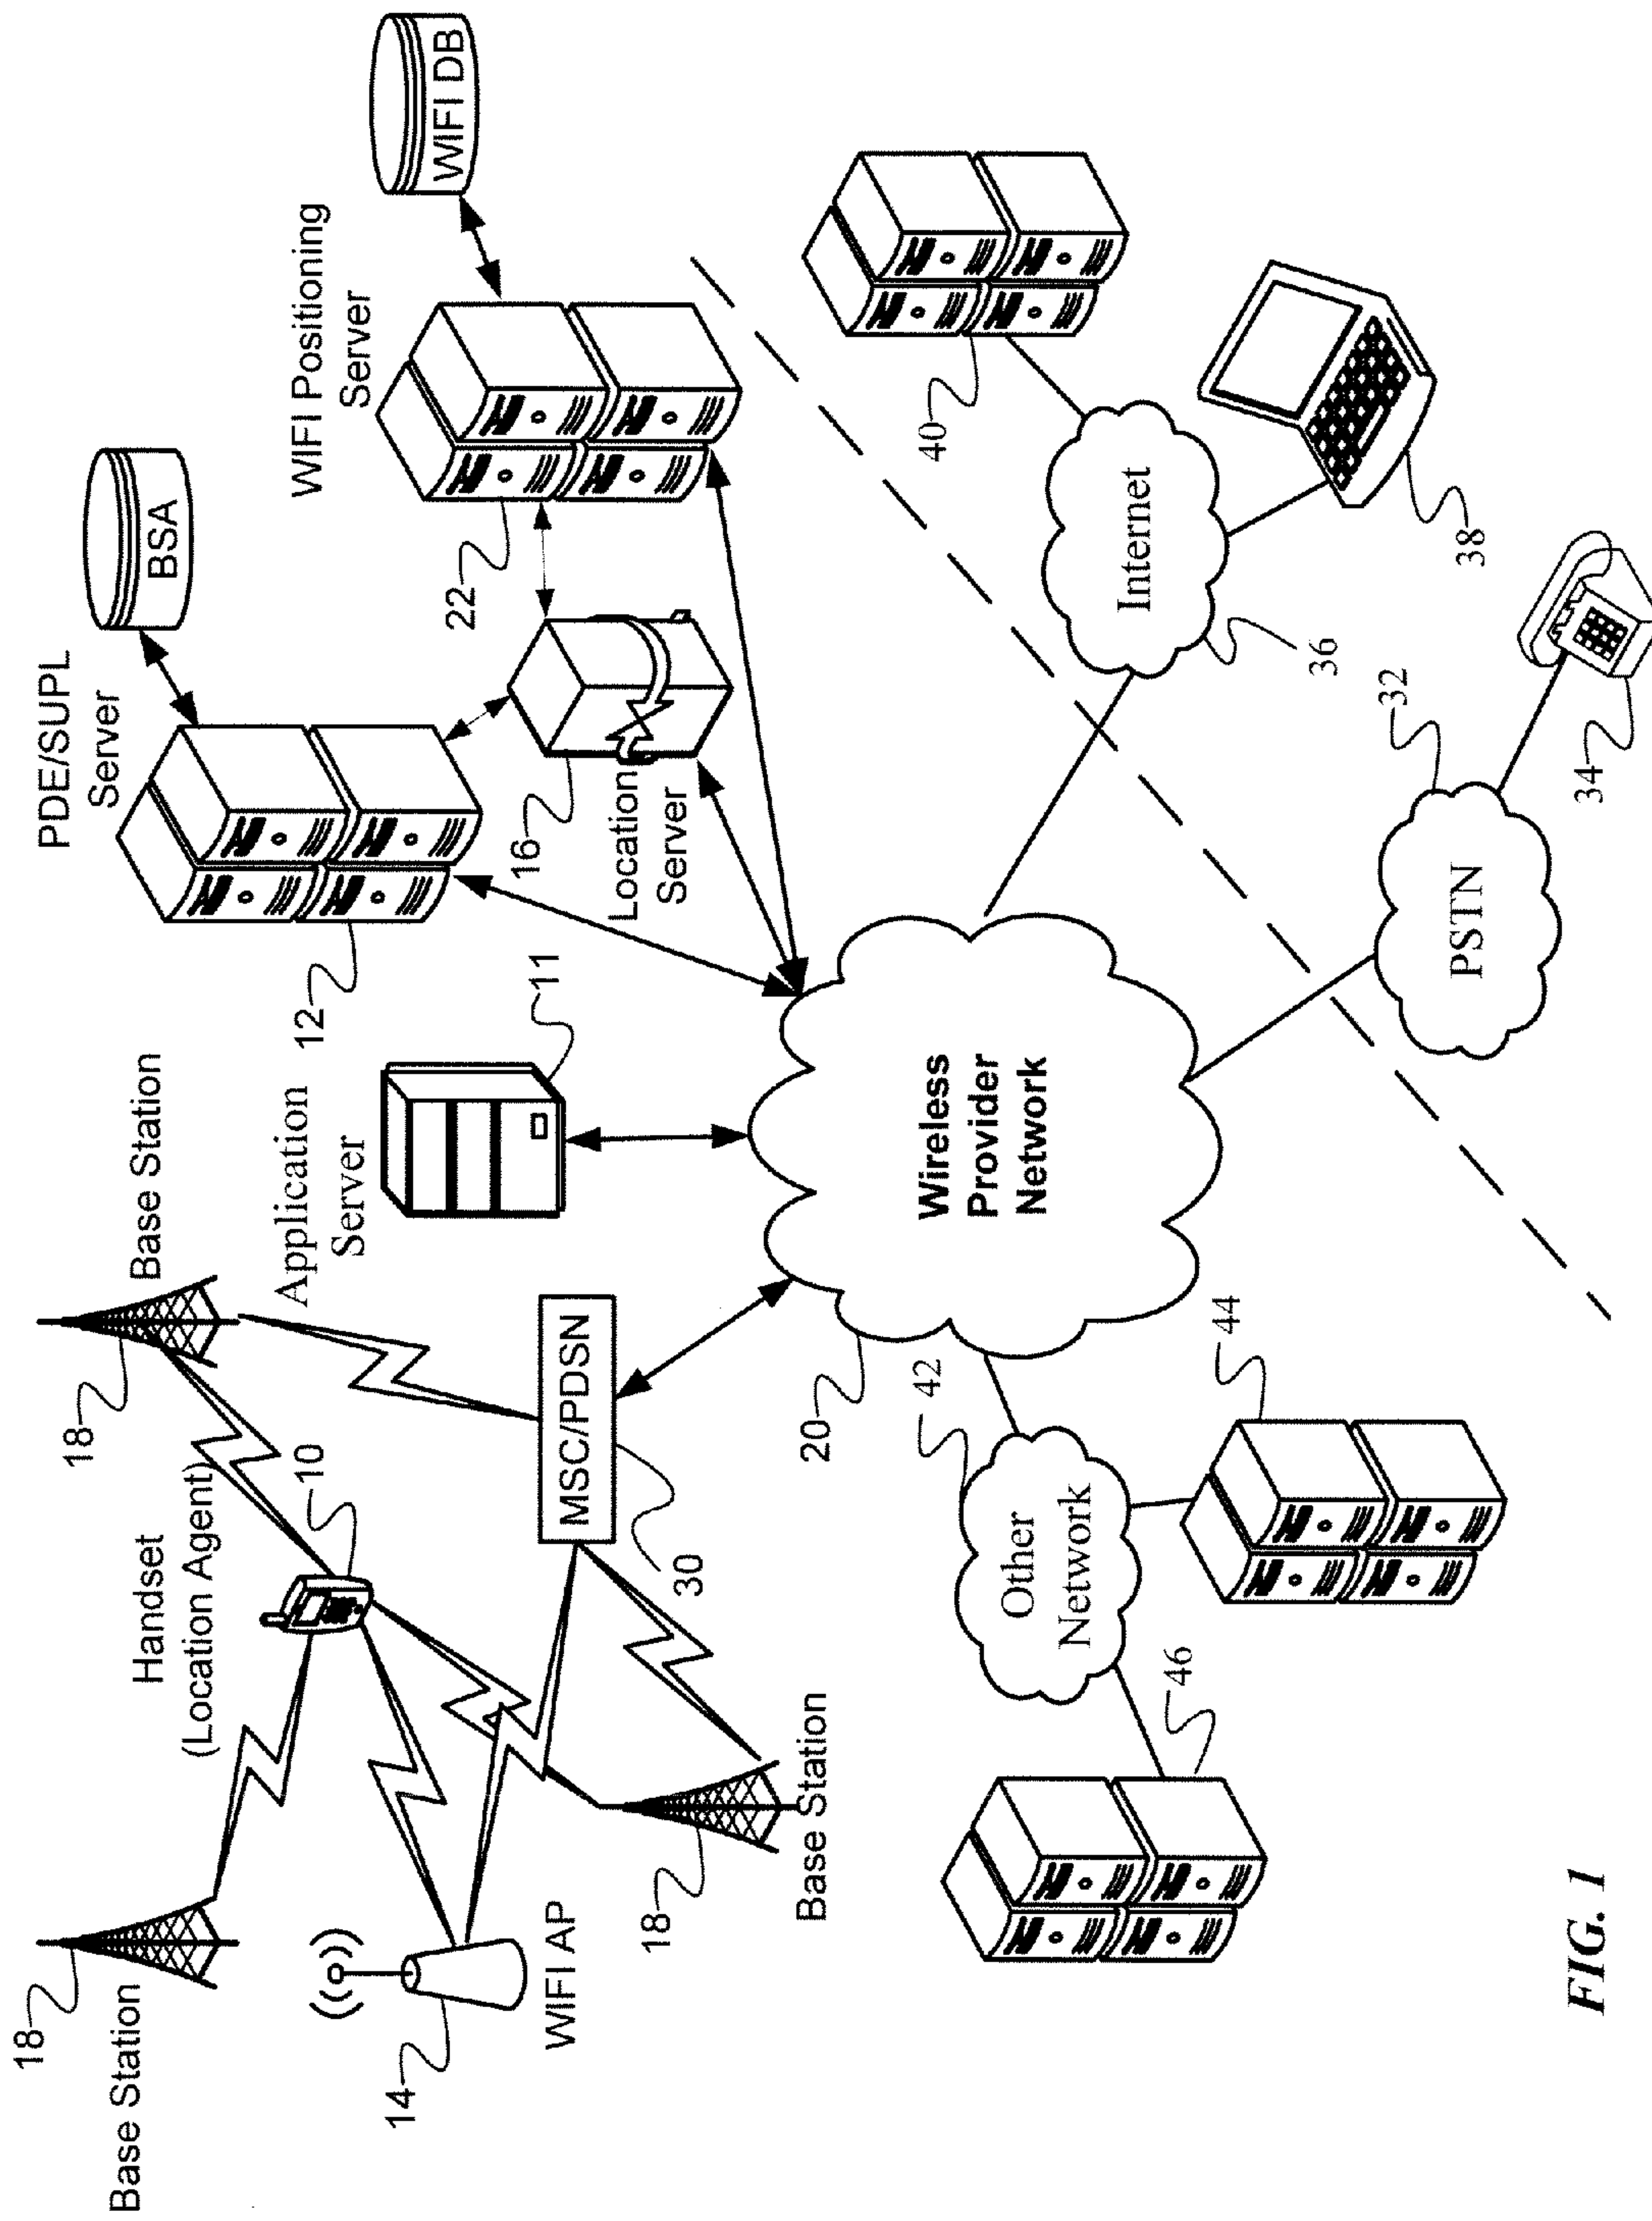 18
Base Station
14
WIFI AP
Handset
(Location Agent)
10
18
Base Station
18
Base Station
MSC/PDSN
30
Application
Server
11
PDE/SUPL
Server
12
BSA
16
Location
Server
WIFI Positioning
Server
22
WIFI DB
20
Wireless
Provider
Network
42
Other
Network
44
46
Internet
36
40
38
PSTN
32
34
FIG. 1